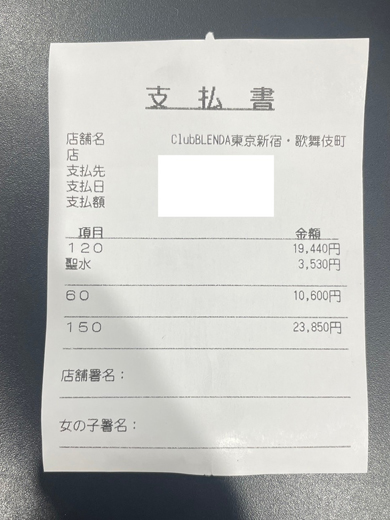 支払書
店舗名 ClubBLENDA東京新宿・歌舞伎町
店
支払先
支払日
支払額
項目 金額
120 19,440円
聖水 3,530円
60 10,600円
150 23,850円
店舗署名：
女の子署名：